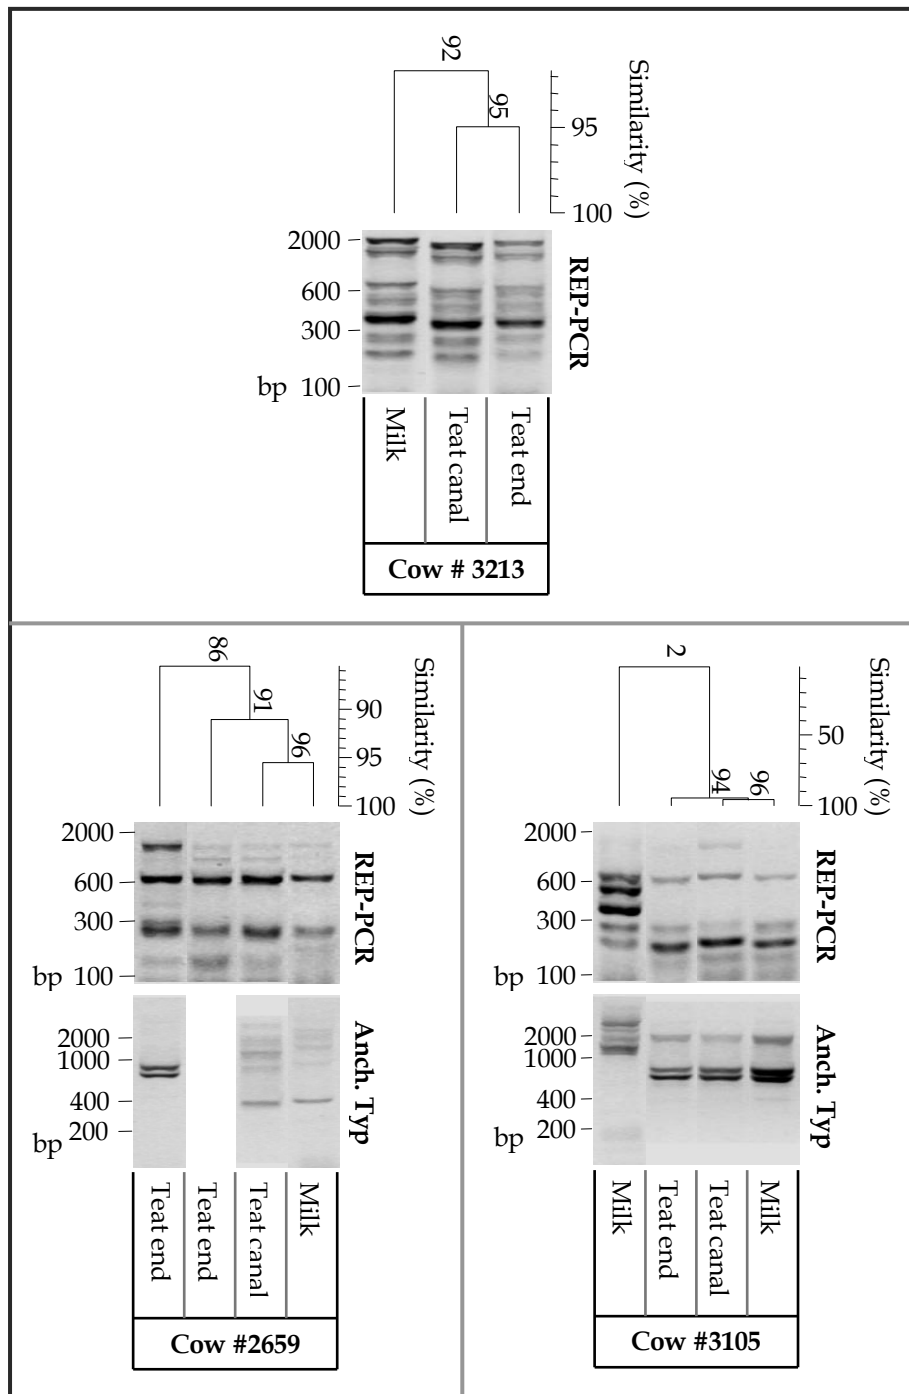 92
95
Similarity (%)
95
100
2000
600
300
bp 100
REP-PCR
Milk
Teat canal
Teat end
Cow # 3213
86
91
96
Similarity (%)
90
95
100
2000
600
300
bp 100
REP-PCR
2000
1000
400
200
bp
Anch. Typ
Teat end
Teat end
Teat canal
Milk
Cow #2659
2
94
96
Similarity (%)
50
100
2000
600
300
bp 100
REP-PCR
2000
1000
400
200
bp
Anch. Typ
Milk
Teat end
Teat canal
Milk
Cow #3105